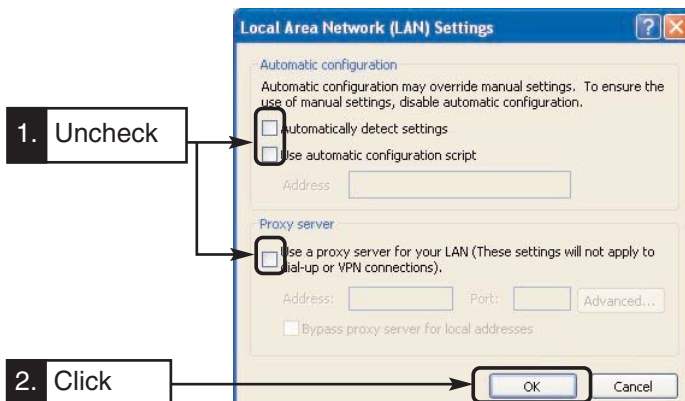 Local Area Network (LAN) Settings
Automatic configuration
Automatic configuration may override manual settings. To ensure the
use of manual settings, disable automatic configuration.
1. Uncheck
Automatically detect settings
Use automatic configuration script
Address
Proxy server
Use a proxy server for your LAN (These settings will not apply to
dial-up or VPN connections).
Address: Port: Advanced...
Bypass proxy server for local addresses
2. Click
OK Cancel